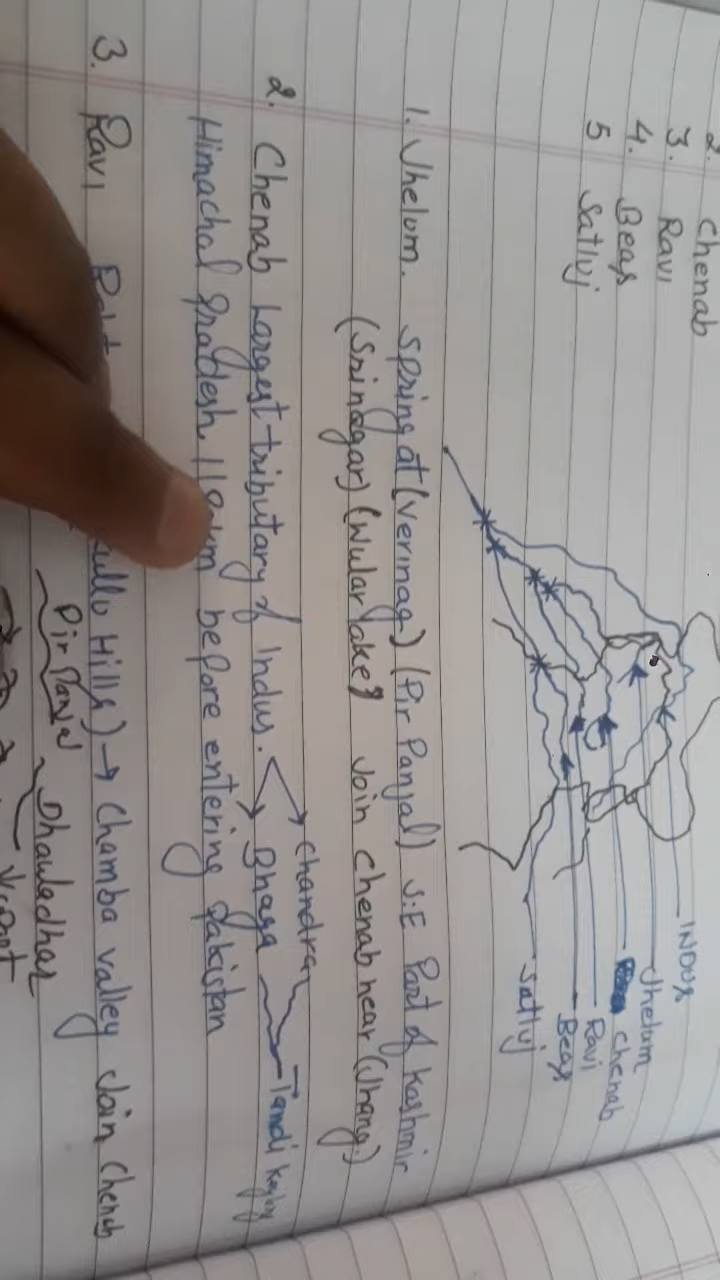 2. Chenab
3. Ravi
4. Beas
5 Satluj
INDUS
Jhelum
Chenab
Ravi
Beas
Satluj
1. Jhelum. Spring at (Verinag) (Pir Panjal) S.E Part of Kashmir
(Srinagar) (Wular lake) Join Chenab near (Jhang.)
2. Chenab Largest tributary of Indus. → Chandra
→ Bhaga
Tandi
Himachal Pradesh before entering Pakistan
3. Ravi Kullu Hills) → Chamba valley Join Chenab
Pir Panjal Dhauladhar